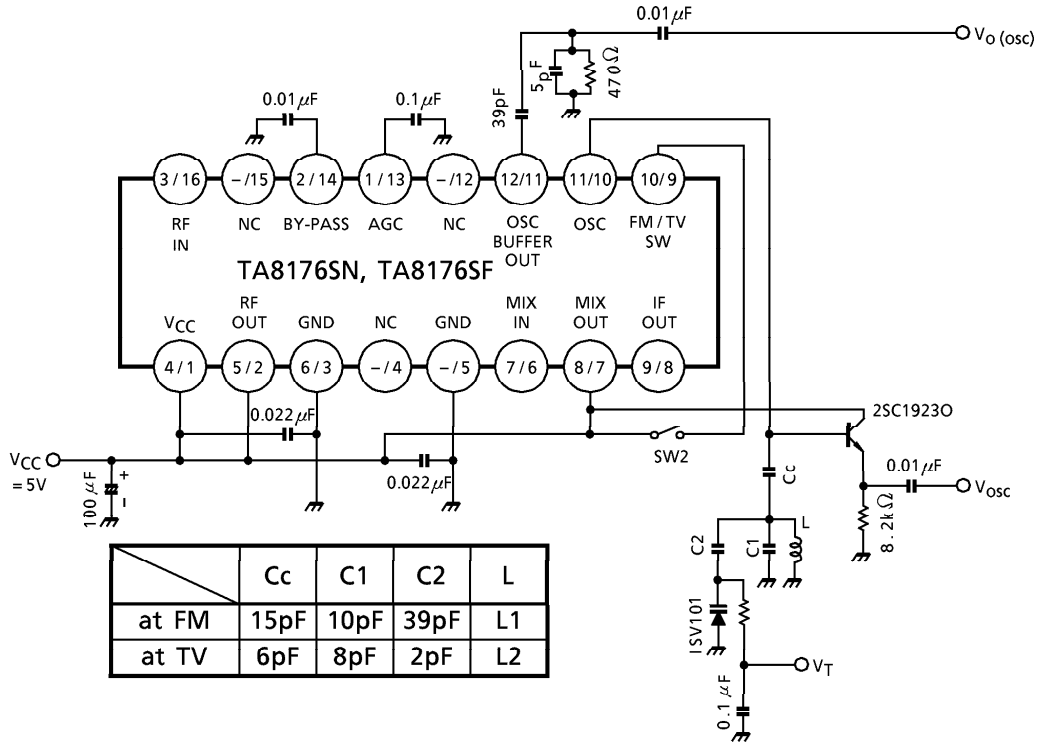 0.01μF
VO (osc)
5pF
470Ω
39pF
0.01μF
0.1μF
3/16
–/15
2/14
1/13
–/12
12/11
11/10
10/9
RF IN
NC
BY-PASS
AGC
NC
OSC BUFFER OUT
OSC
FM/TV SW
TA8176SN, TA8176SF
VCC
RF OUT
GND
NC
GND
MIX IN
MIX OUT
IF OUT
4/1
5/2
6/3
–/4
–/5
7/6
8/7
9/8
0.022μF
2SC1923O
VCC
= 5V
SW2
0.022μF
100μF
+
–
Cc
0.01μF
VOSC
8.2kΩ
C2
C1
L
1SV101
VT
0.1μF
Cc C1 C2 L
at FM 15pF 10pF 39pF L1
at TV 6pF 8pF 2pF L2